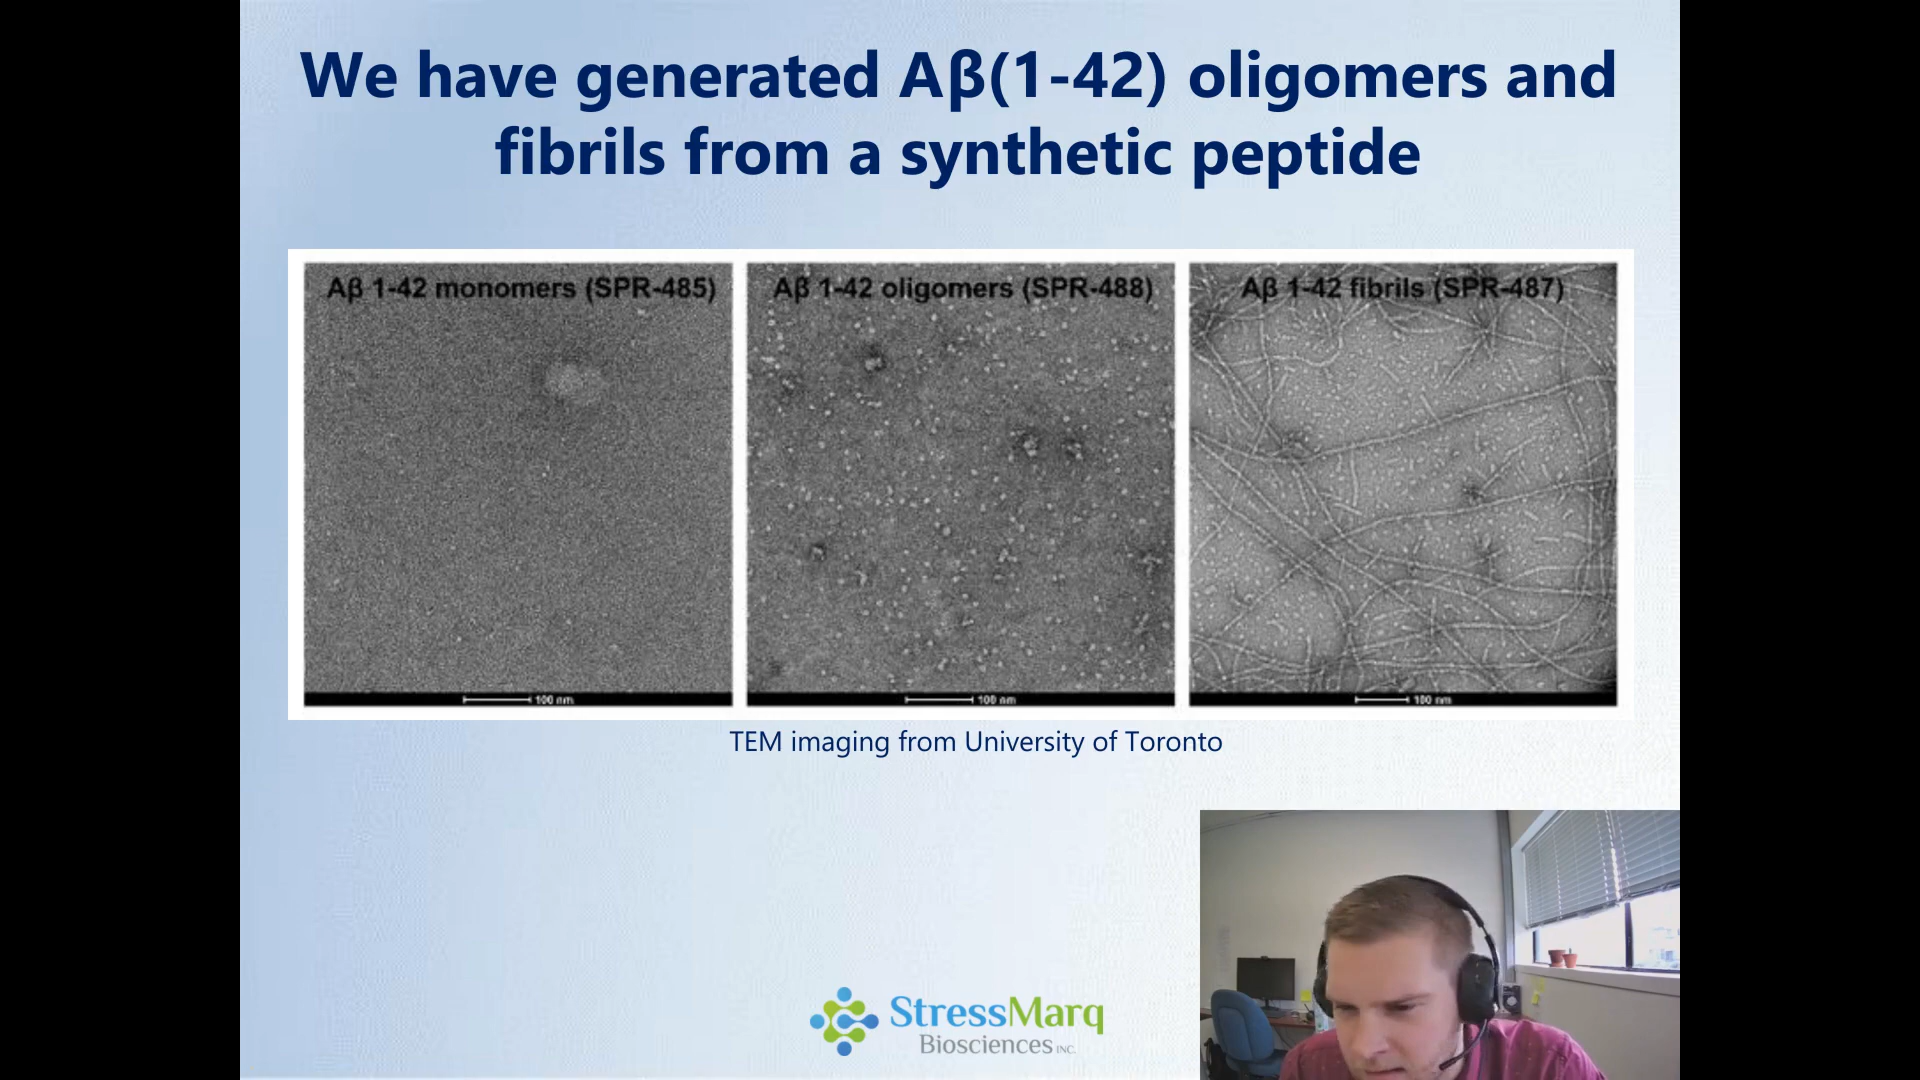 We have generated Aβ(1-42) oligomers and
fibrils from a synthetic peptide
Aβ 1-42 monomers (SPR-485)
Aβ 1-42 oligomers (SPR-488)
Aβ 1-42 fibrils (SPR-487)
100 nm
100 nm
100 nm
TEM imaging from University of Toronto
StressMarq
Biosciences INC.